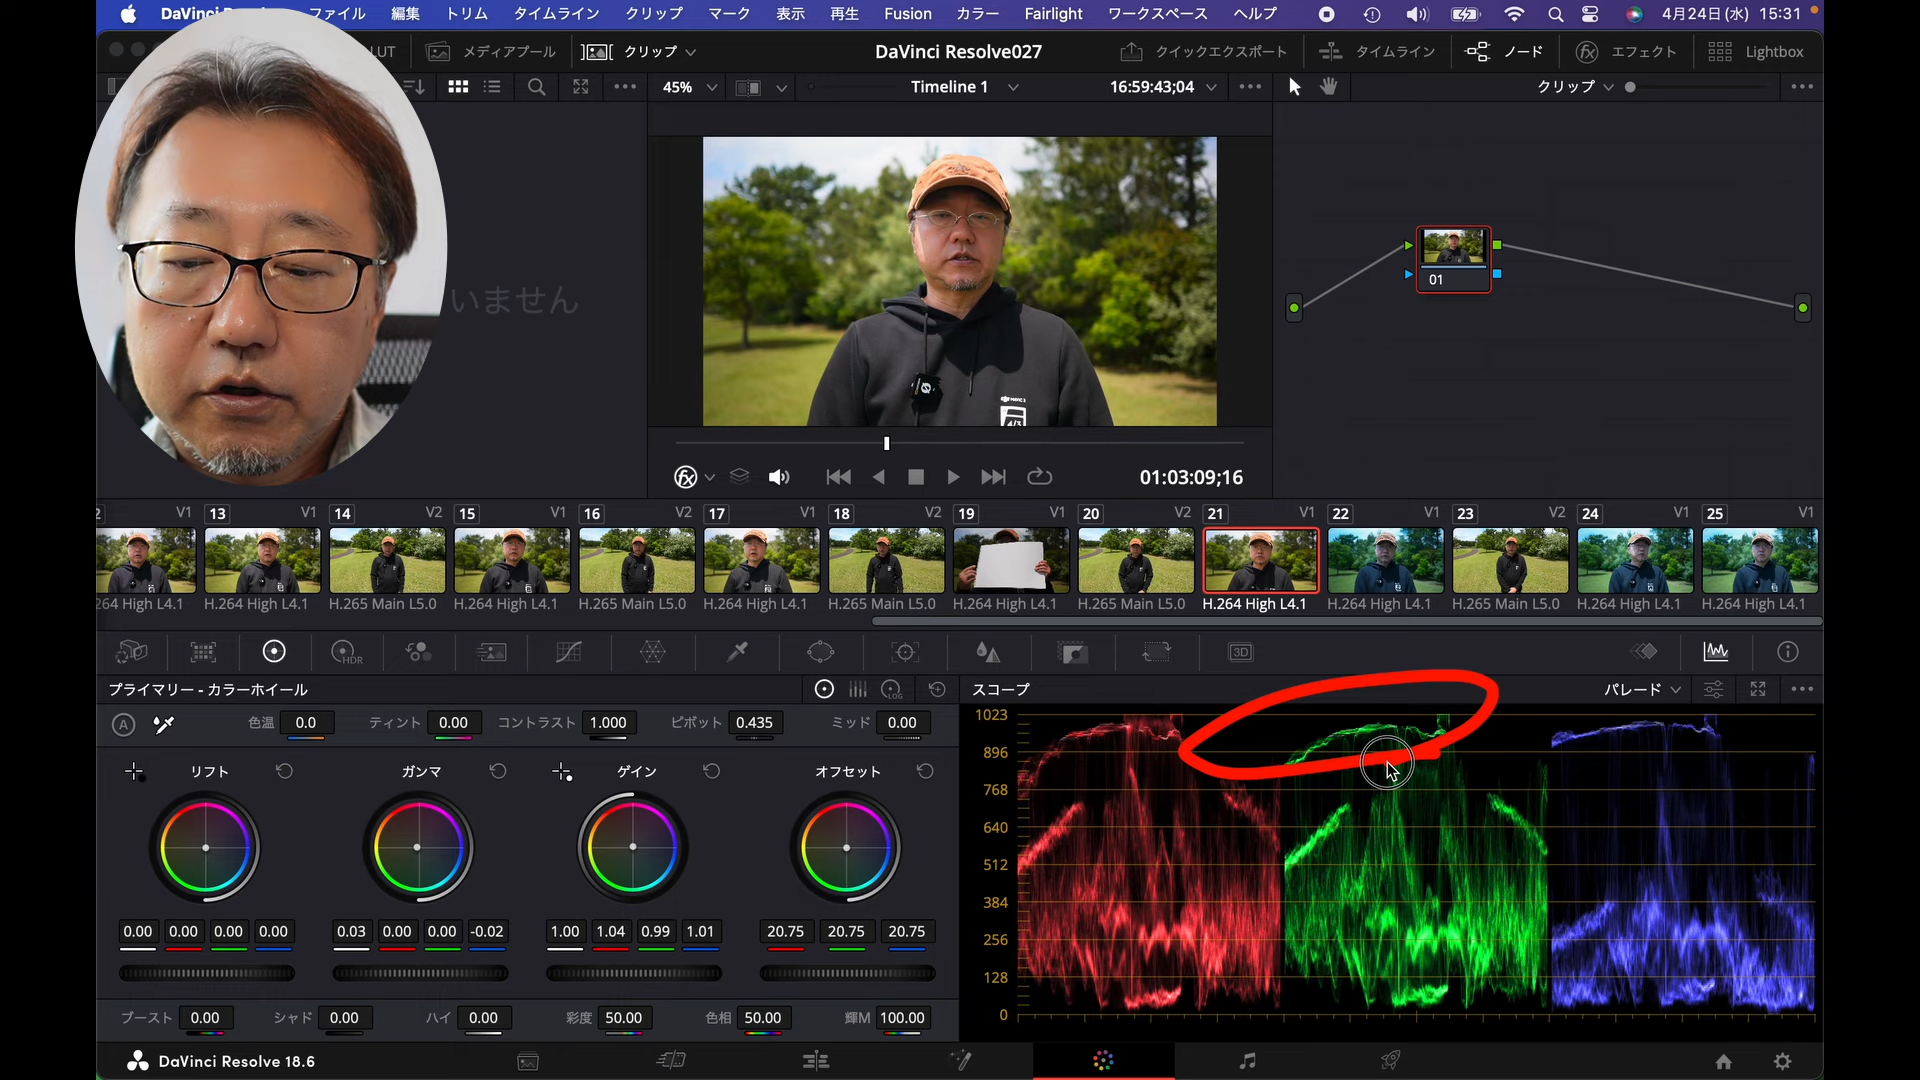 DaVinci Re ファイル 編集 トリム タイムライン クリップ マーク 表示 再生 Fusion カラー Fairlight ワークスペース ヘルプ 4月24日(水) 15:31
LUT メディアプール クリップ DaVinci Resolve027 クイックエクスポート タイムライン ノード エフェクト Lightbox
45% Timeline 1 16:59:43;04 クリップ
いません
01
01:03:09;16
V1 13 V1 14 V2 15 V1 16 V2 17 V1 18 V2 19 V1 20 V2 21 V1 22 V1 23 V2 24 V1 25 V1
64 High L4.1 H.264 High L4.1 H.265 Main L5.0 H.264 High L4.1 H.265 Main L5.0 H.264 High L4.1 H.265 Main L5.0 H.264 High L4.1 H.265 Main L5.0 H.264 High L4.1 H.264 High L4.1 H.265 Main L5.0 H.264 High L4.1 H.264 High L4.1
HDR 3D
プライマリー - カラーホイール LOG スコープ パレード
A 色温 0.0 ティント 0.00 コントラスト 1.000 ピボット 0.435 ミッド 0.00
リフト ガンマ ゲイン オフセット
0.00 0.00 0.00 0.00 0.03 0.00 0.00 -0.02 1.00 1.04 0.99 1.01 20.75 20.75 20.75
ブースト 0.00 シャド 0.00 ハイ 0.00 彩度 50.00 色相 50.00 輝M 100.00
1023
896
768
640
512
384
256
128
0
DaVinci Resolve 18.6